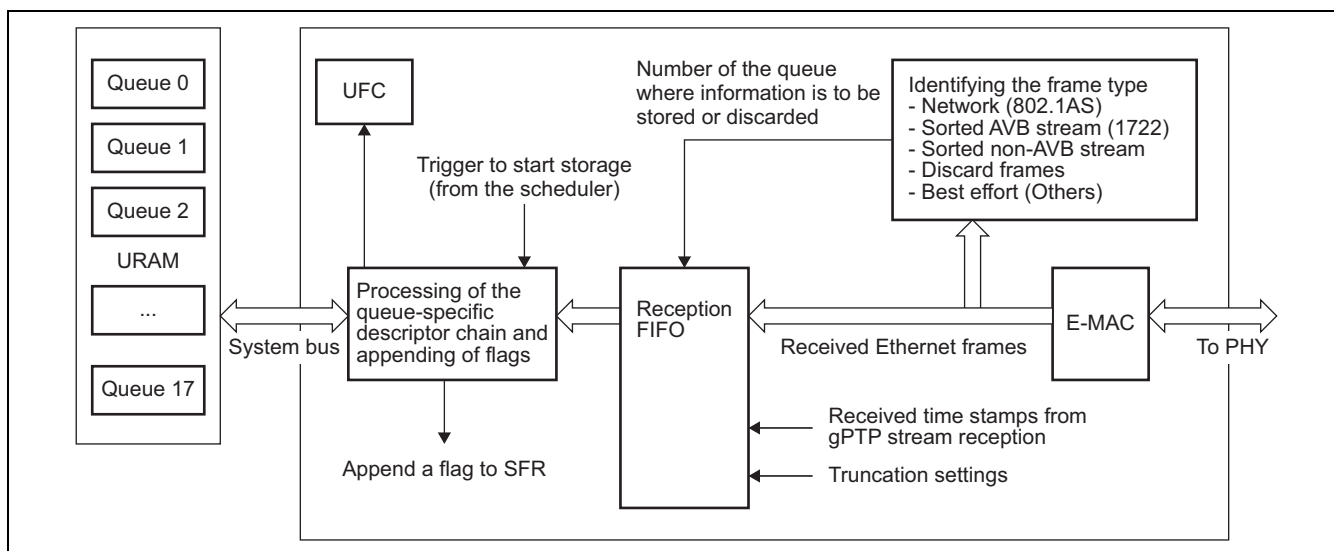 Queue 0
Queue 1
Queue 2
URAM
...
Queue 17
System bus
UFC
Trigger to start storage
(from the scheduler)
Processing of the
queue-specific
descriptor chain and
appending of flags
Append a flag to SFR
Number of the queue
where information is to be
stored or discarded
Reception
FIFO
Identifying the frame type
- Network (802.1AS)
- Sorted AVB stream (1722)
- Sorted non-AVB stream
- Discard frames
- Best effort (Others)
Received Ethernet frames
E-MAC
To PHY
Received time stamps from
gPTP stream reception
Truncation settings